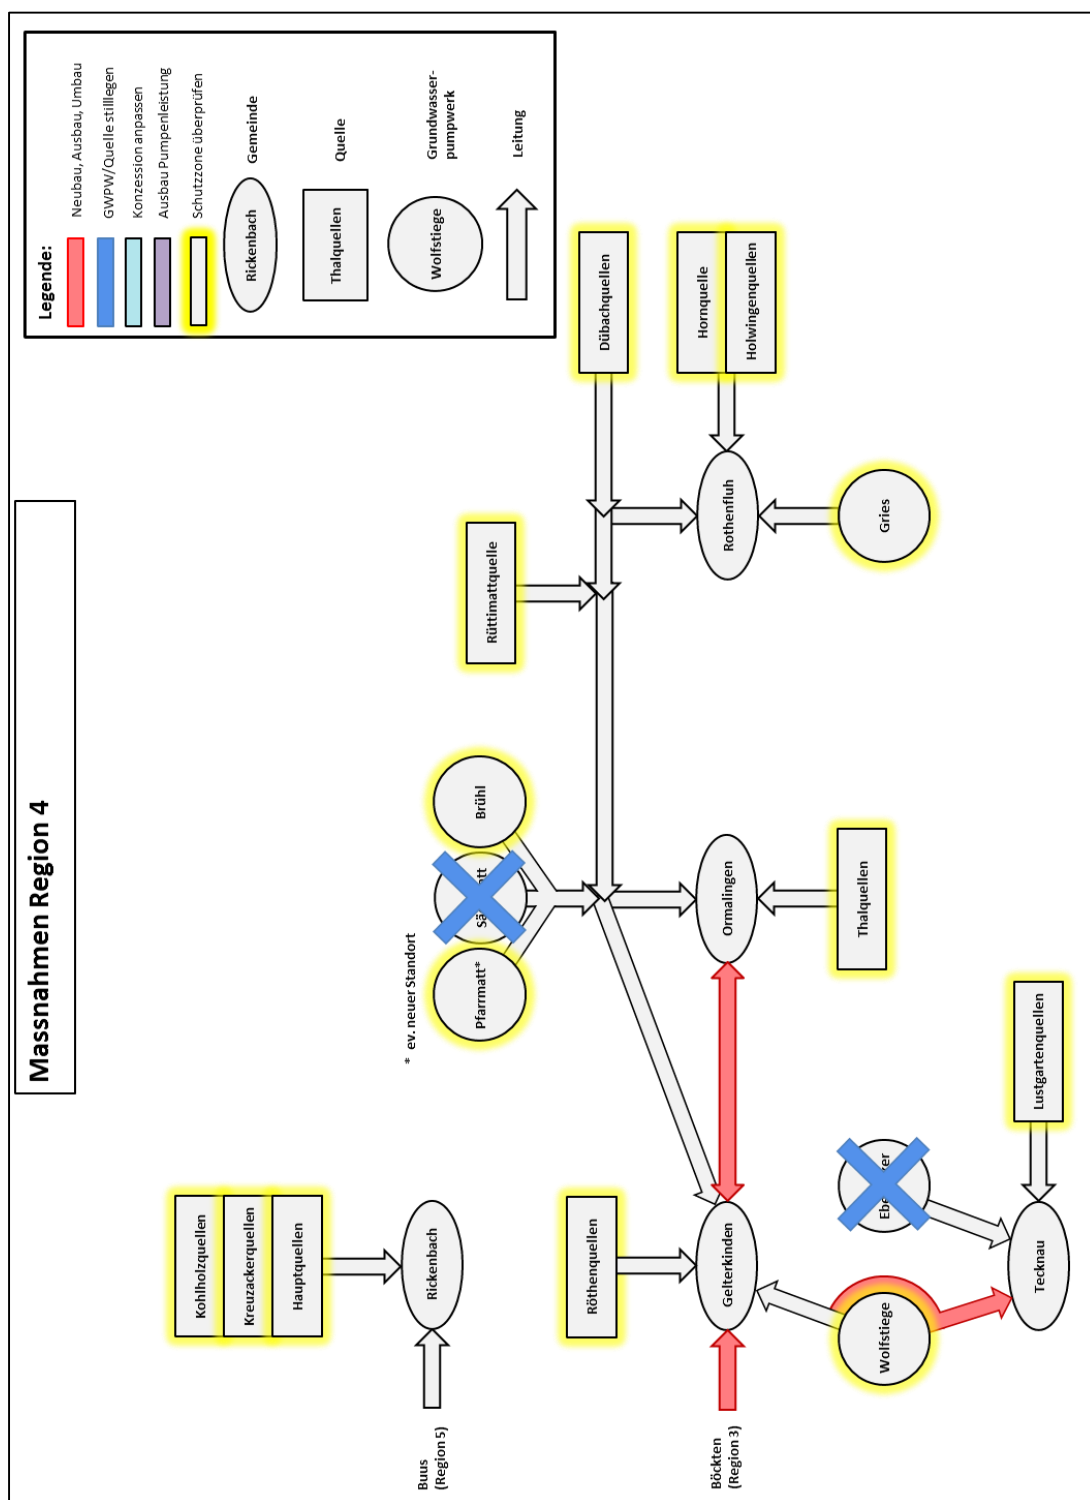 Massnahmen Region 4
Legende:
Neubau, Ausbau, Umbau
GWPW/Quelle stilllegen
Konzession anpassen
Ausbau Pumpenleistung
Schutzzone überprüfen
Rickenbach
Gemeinde
Thalquellen
Quelle
Wolfstiege
Grundwasser-
pumpwerk
Leitung
Kohlholzquellen
Kreuzackerquellen
Hauptquellen
Rickenbach
Buus
(Region 5)
* ev. neuer Standort
Pfarrmatt*
Brühl
Rüttimattquelle
Dübachquellen
Hornquelle
Holwingenquellen
Röthenquellen
Gelterkinden
Ormalingen
Rothenfluh
Böckten
(Region 3)
Wolfstiege
Thalquellen
Gries
Tecknau
Lustgartenquellen